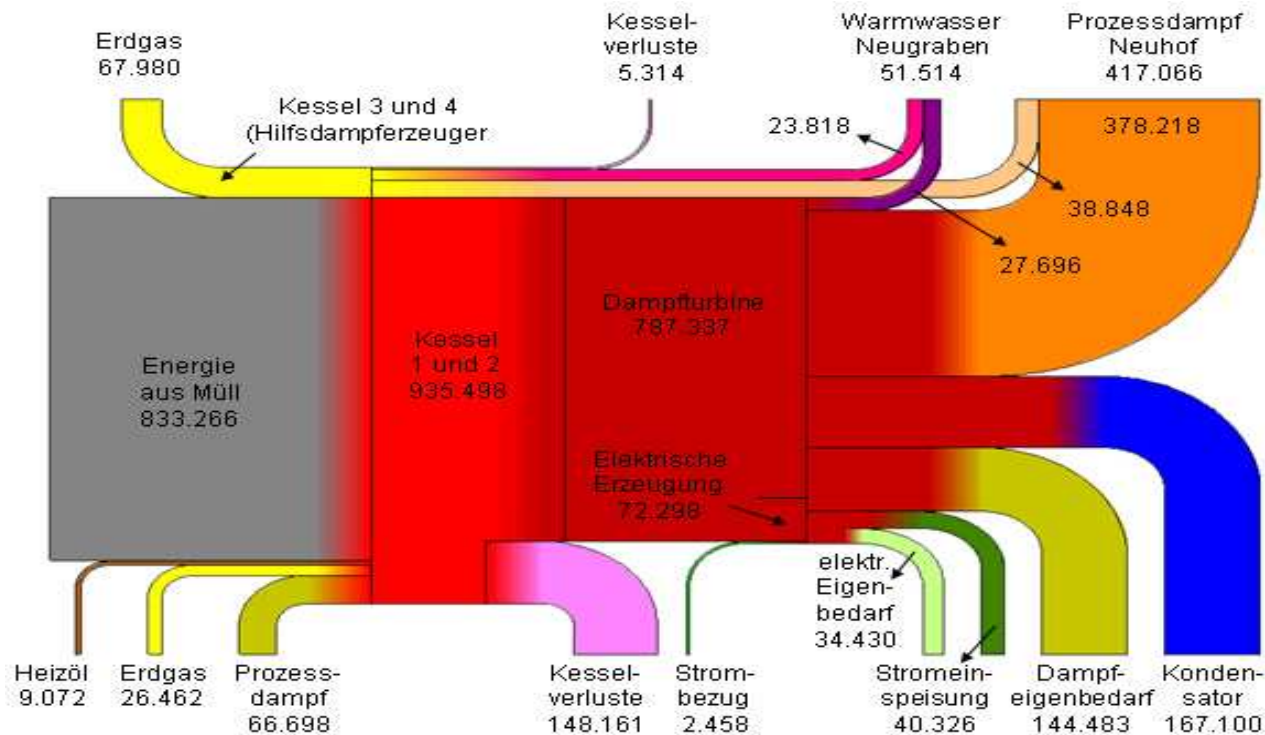 Erdgas
67.980
Kessel 3 und 4
(Hilfsdampferzeuger
Kessel-
verluste
5.314
Warmwasser
Neugraben
51.514
Prozessdampf
Neuhof
417.066
23.818
378.218
38.848
27.696
Energie
aus Müll
833.266
Kessel
1 und 2
935.498
Dampfturbine
787.337
Elektrische
Erzeugung
72.298
elektr.
Eigen-
bedarf
34.430
Heizöl
9.072
Erdgas
26.462
Prozess-
dampf
66.698
Kessel-
verluste
148.161
Strom-
bezug
2.458
Stromein-
speisung
40.326
Dampf-
eigenbedarf
144.483
Konden-
sator
167.100